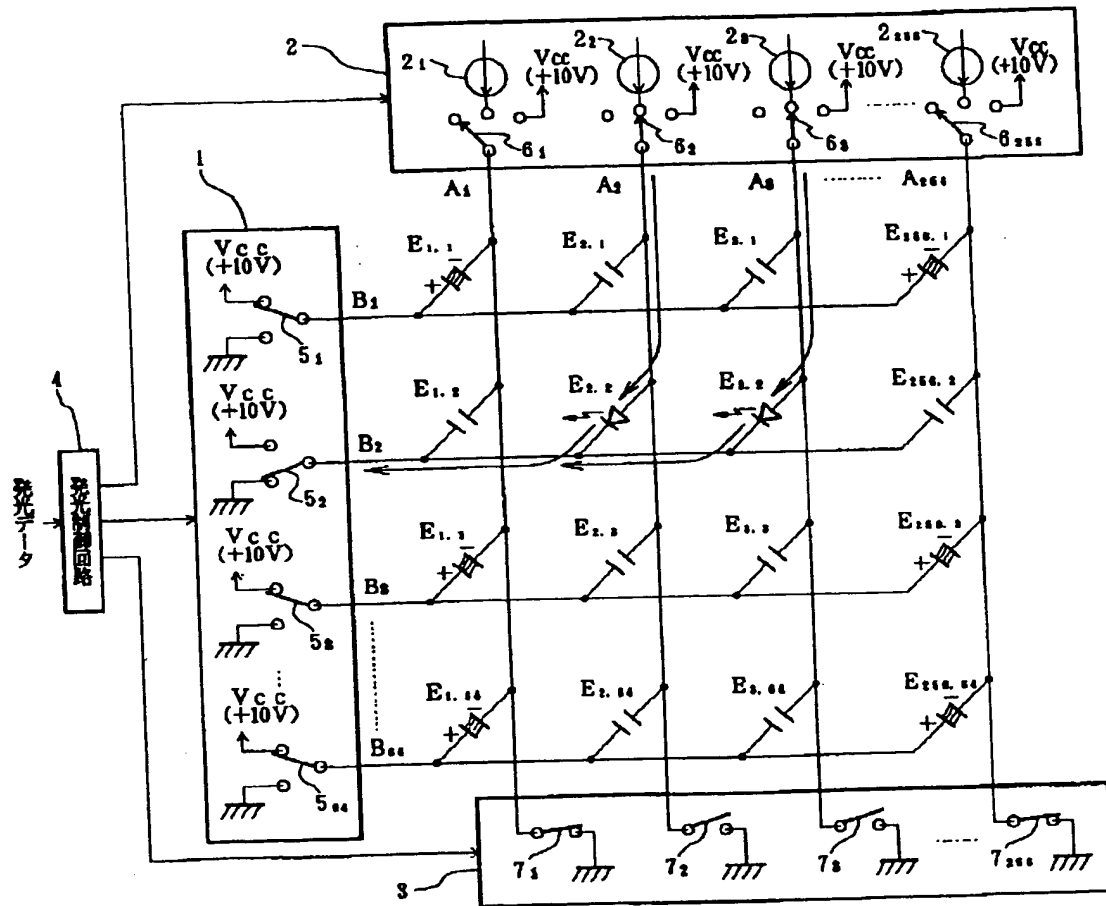 2
2₁
2₂
2₃
2₂₅₆
Vcc
(+10V)
Vcc
(+10V)
Vcc
(+10V)
Vcc
(+10V)
6₁
6₂
6₃
6₂₅₆
1
A₁
A₂
A₃
A₂₅₆
Vcc
(+10V)
B₁
5₁
E₁.₁
E₂.₁
E₃.₁
E₂₅₆.₁
+ −
+ −
4
発光データ
発光制御回路
Vcc
(+10V)
B₂
5₂
E₁.₂
E₂.₂
E₃.₂
E₂₅₆.₂
Vcc
(+10V)
B₃
5₃
E₁.₃
E₂.₃
E₃.₃
E₂₅₆.₃
+ −
+ −
Vcc
(+10V)
B₆₄
5₆₄
E₁.₆₄
E₂.₆₄
E₃.₆₄
E₂₅₆.₆₄
+ −
+ −
3
7₁
7₂
7₃
7₂₅₆